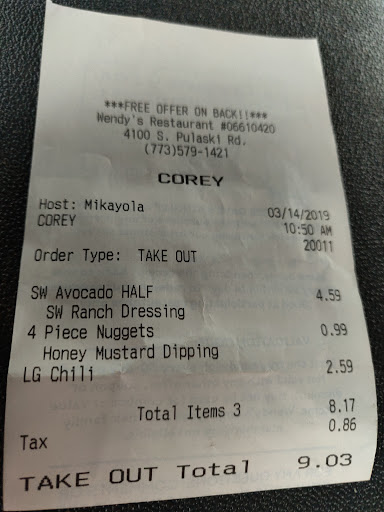 ***FREE OFFER ON BACK!!***
Wendy's Restaurant #06610420
4100 S. Pulaski Rd.
(773)579-1421
COREY
Host: Mikayola 03/14/2019
COREY 10:50 AM
20011
Order Type: TAKE OUT
SW Avocado HALF 4.59
SW Ranch Dressing
4 Piece Nuggets 0.99
Honey Mustard Dipping
LG Chili 2.59
Total Items 3 8.17
Tax 0.86
TAKE OUT Total 9.03